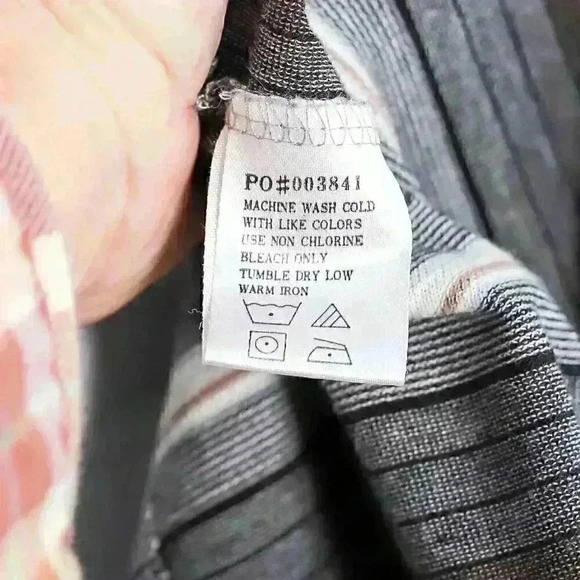 PO#003841
MACHINE WASH COLD
WITH LIKE COLORS
USE NON CHLORINE
BLEACH ONLY
TUMBLE DRY LOW
WARM IRON